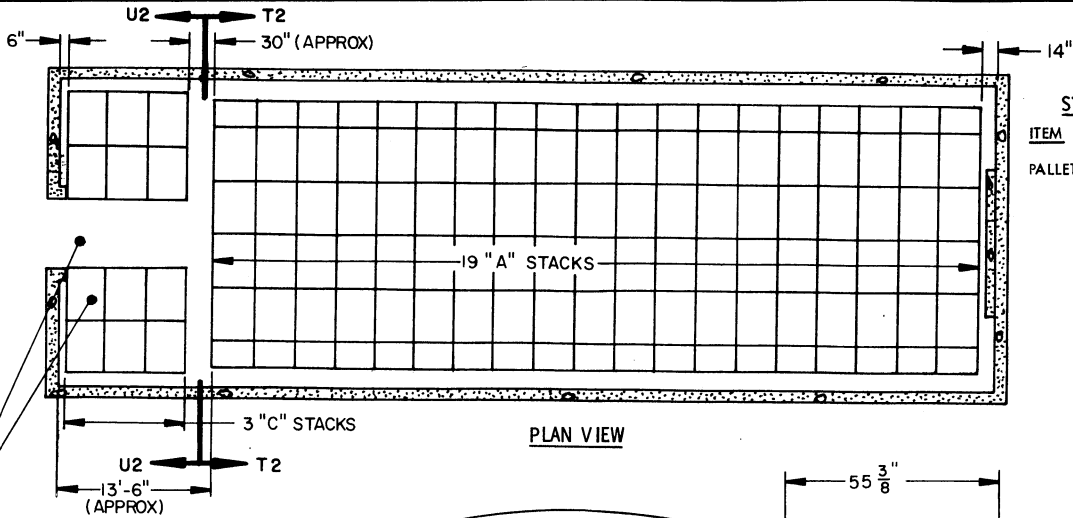 U2 T2
6"
30" (APPROX)
14"
S
ITEM
PALLET
19 "A" STACKS
3 "C" STACKS
PLAN VIEW
U2 T2
13'-6"
(APPROX)
55 3/8"